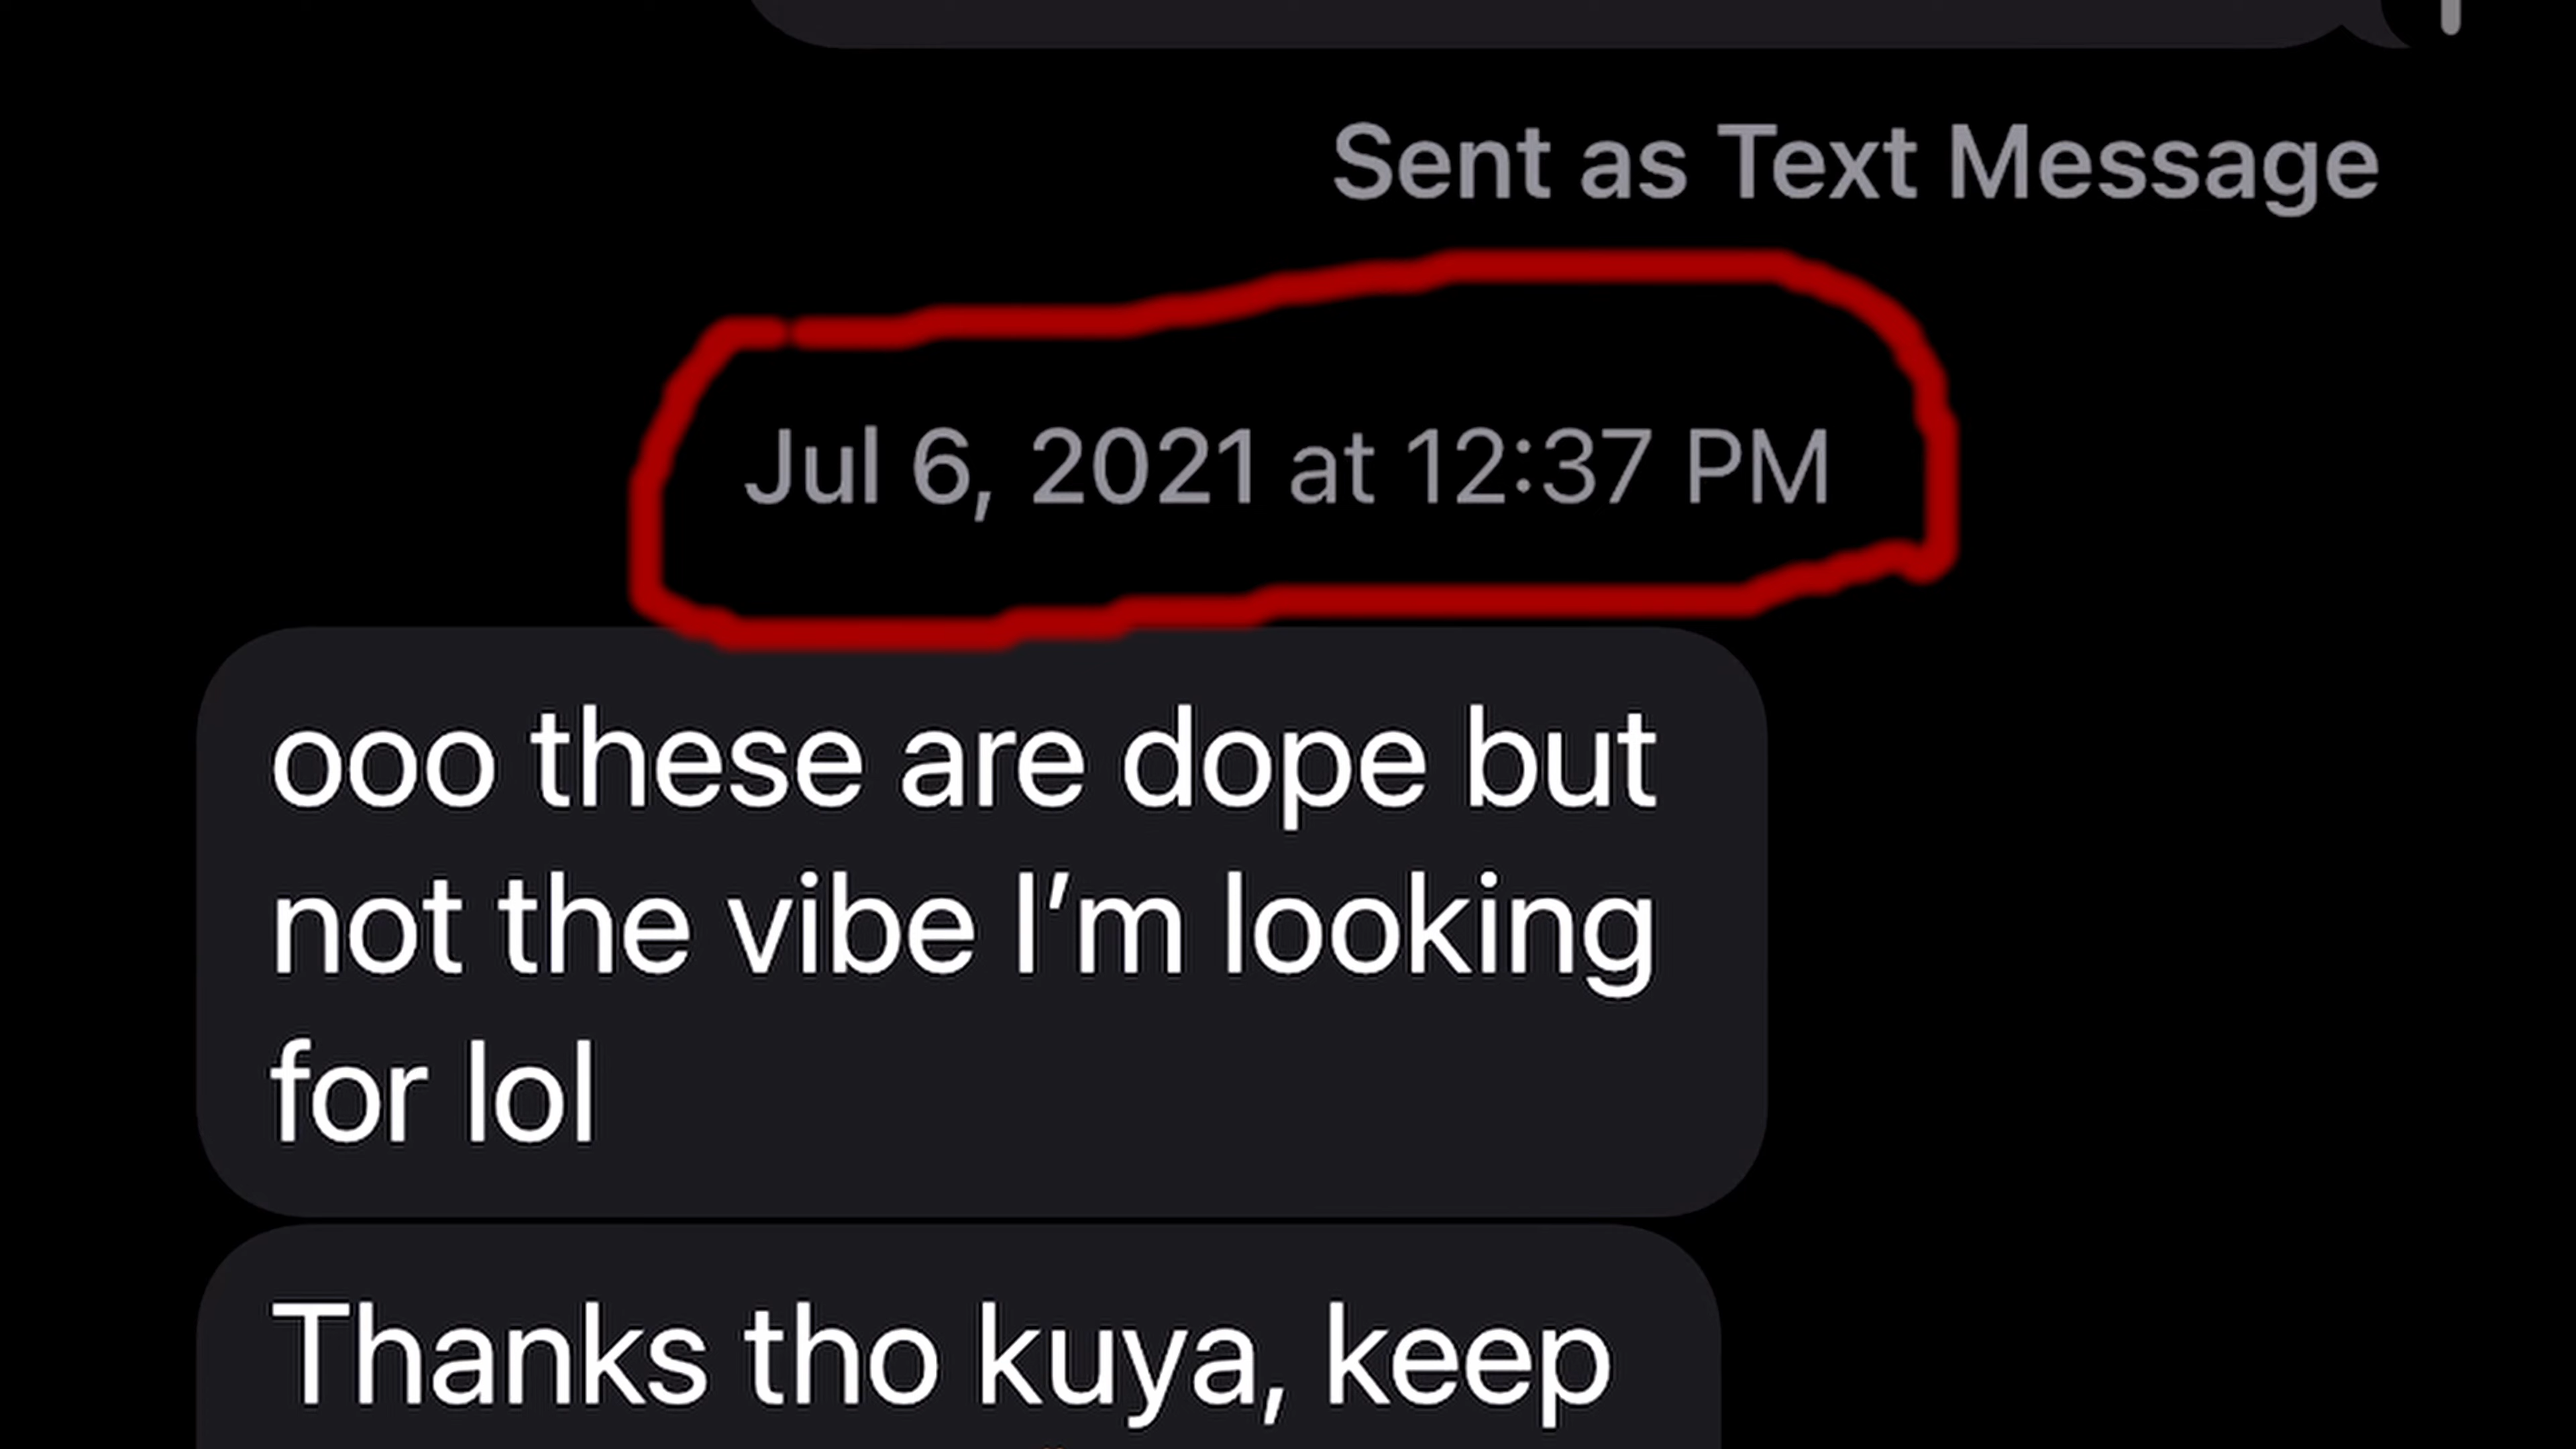 Sent as Text Message
Jul 6, 2021 at 12:37 PM
ooo these are dope but
not the vibe I’m looking
for lol
Thanks tho kuya, keep